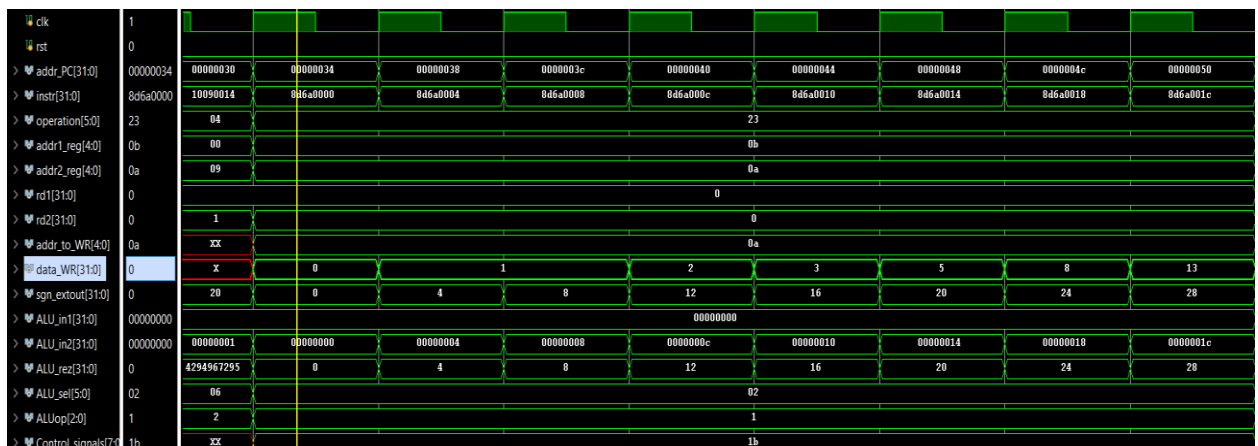 clk 1
rst 0
addr_PC[31:0] 00000034 00000030 00000034 00000038 0000003c 00000040 00000044 00000048 0000004c 00000050
instr[31:0] 8d6a0000 10090014 8d6a0000 8d6a0004 8d6a0008 8d6a000c 8d6a0010 8d6a0014 8d6a0018 8d6a001c
operation[5:0] 23 04 23
addr1_reg[4:0] 0b 00 0b
addr2_reg[4:0] 0a 09 0a
rd1[31:0] 0 0
rd2[31:0] 0 1 0
addr_to_WR[4:0] 0a XX 0a
data_WR[31:0] 0 X 0 1 2 3 5 8 13
sgn_extout[31:0] 0 20 0 4 8 12 16 20 24 28
ALU_in1[31:0] 00000000 00000000
ALU_in2[31:0] 00000000 00000001 00000000 00000004 00000008 0000000c 00000010 00000014 00000018 0000001c
ALU_rez[31:0] 0 4294967295 0 4 8 12 16 20 24 28
ALU_sel[5:0] 02 06 02
ALUop[2:0] 1 2 1
Control_signals[7:0 1b XX 1b